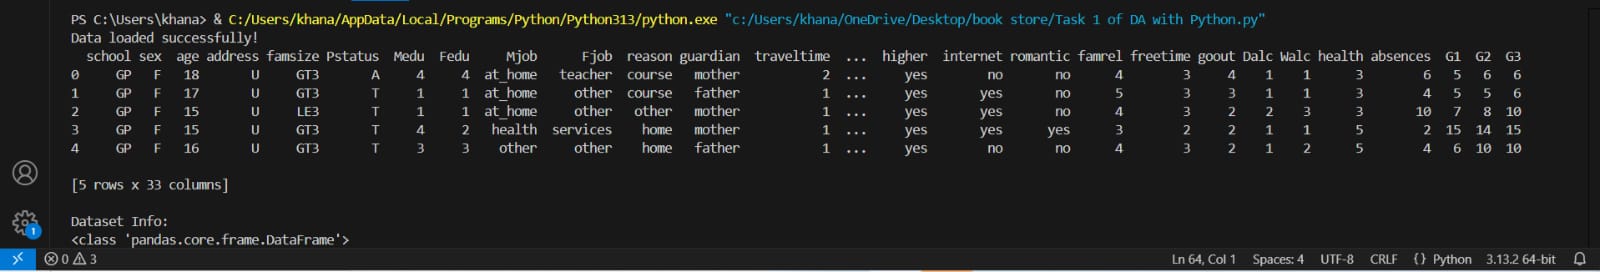 PS C:\Users\khana> & C:/Users/khana/AppData/Local/Programs/Python/Python313/python.exe "c:/Users/khana/OneDrive/Desktop/book store/Task 1 of DA with Python.py"
Data loaded successfully!
  school sex  age address famsize Pstatus  Medu  Fedu     Mjob      Fjob  reason guardian  traveltime  ...  higher  internet romantic  famrel  freetime  goout  Dalc  Walc  health  absences  G1  G2  G3
0     GP   F   18       U     GT3       A     4     4  at_home   teacher  course   mother           2  ...     yes        no       no       4         3      4     1     1       3         6   5   6   6
1     GP   F   17       U     GT3       T     1     1  at_home     other  course   father           1  ...     yes       yes       no       5         3      3     1     1       3         4   5   5   6
2     GP   F   15       U     LE3       T     1     1  at_home     other   other   mother           1  ...     yes       yes       no       4         3      2     2     3       3        10   7   8  10
3     GP   F   15       U     GT3       T     4     2   health  services    home   mother           1  ...     yes       yes      yes       3         2      2     1     1       5         2  15  14  15
4     GP   F   16       U     GT3       T     3     3    other     other    home   father           1  ...     yes        no       no       4         3      2     1     2       5         4   6  10  10
[5 rows x 33 columns]
Dataset Info:
<class 'pandas.core.frame.DataFrame'>
1
0 3 Ln 64, Col 1 Spaces: 4 UTF-8 CRLF {} Python 3.13.2 64-bit